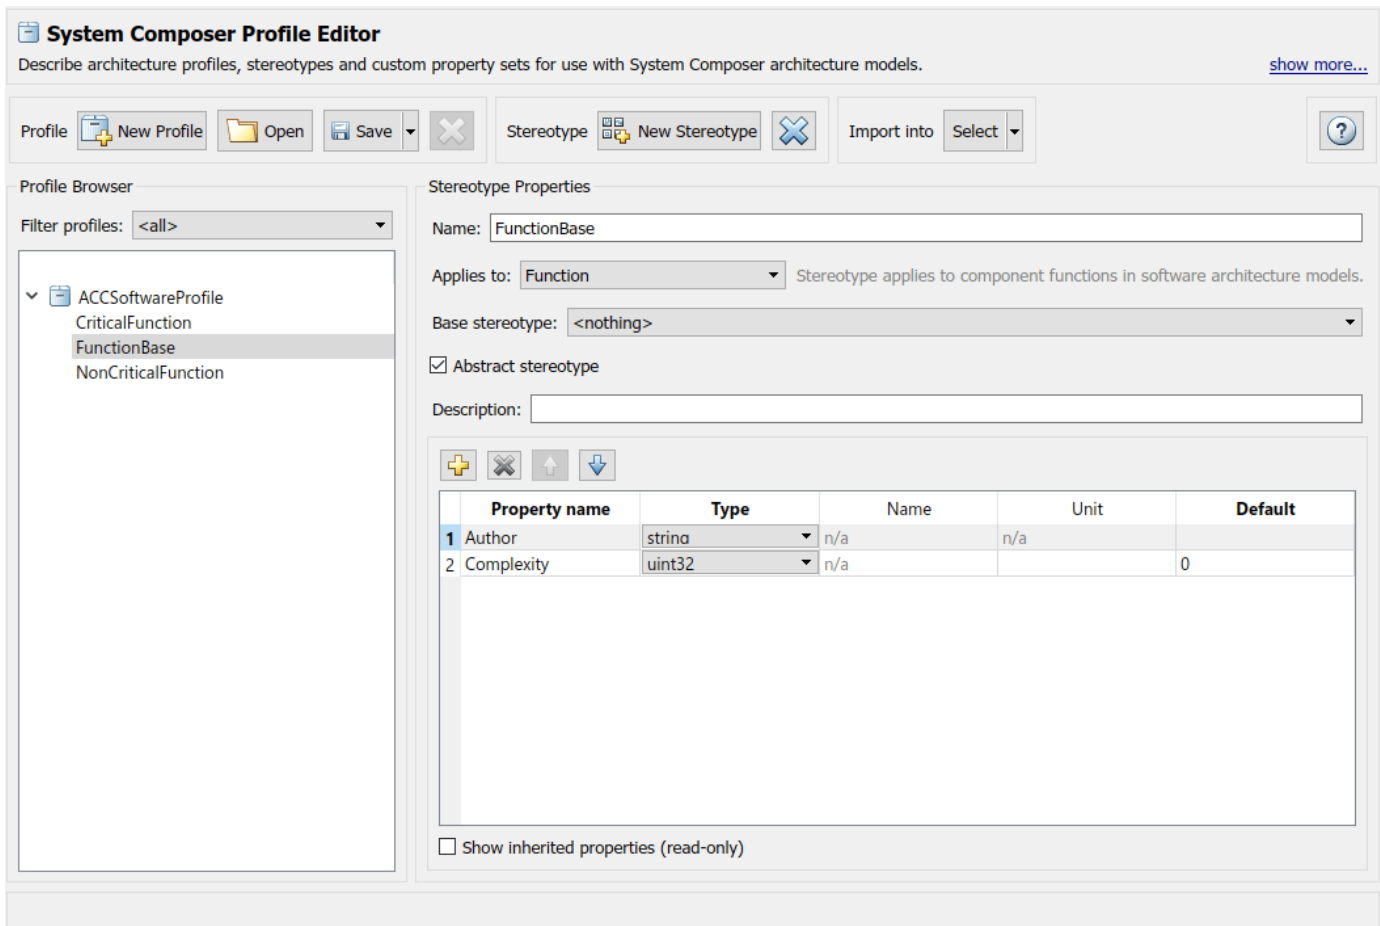 System Composer Profile Editor
Describe architecture profiles, stereotypes and custom property sets for use with System Composer architecture models. show more...
Profile New Profile Open Save Stereotype New Stereotype Import into Select ?
Profile Browser
Filter profiles: <all>
ACCSoftwareProfile
CriticalFunction
FunctionBase
NonCriticalFunction
Stereotype Properties
Name: FunctionBase
Applies to: Function Stereotype applies to component functions in software architecture models.
Base stereotype: <nothing>
Abstract stereotype
Description:
Property name Type Name Unit Default
1 Author string n/a n/a
2 Complexity uint32 n/a 0
Show inherited properties (read-only)